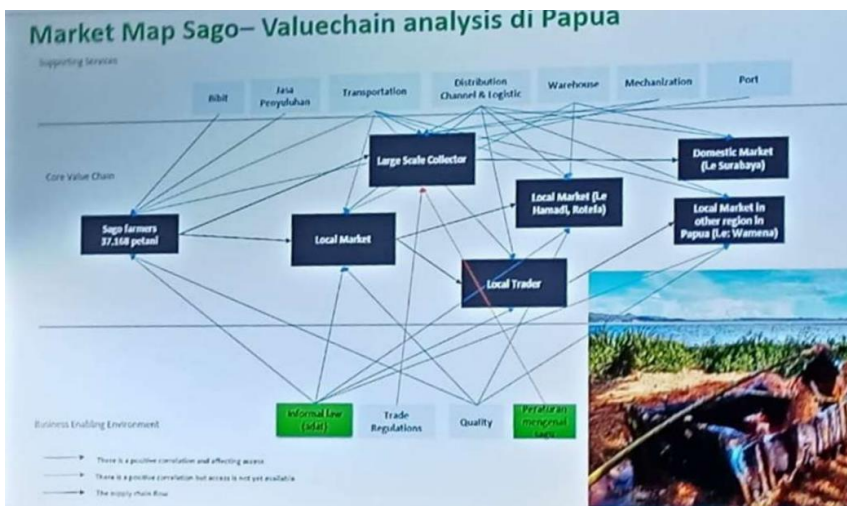 Market Map Sago– Valuechain analysis di Papua
Supporting Services
Bibit
Jasa
Penyuluhan
Transportation
Distribution
Channel & Logistic
Warehouse
Mechanization
Port
Core Value Chain
Large Scale Collector
Domestic Market
(i.e Surabaya)
Sago farmers
37.168 petani
Local Market
Local Market (i.e
Hamadi, Rotefa)
Local Market in
other region in
Papua (i.e: Wamena)
Local Trader
Business Enabling Environment
Informal law
(adat)
Trade
Regulations
Quality
Peraturan
mengenai
sagu
There is a positive correlation and affecting access
There is a positive correlation but access is not yet available
The supply chain flow